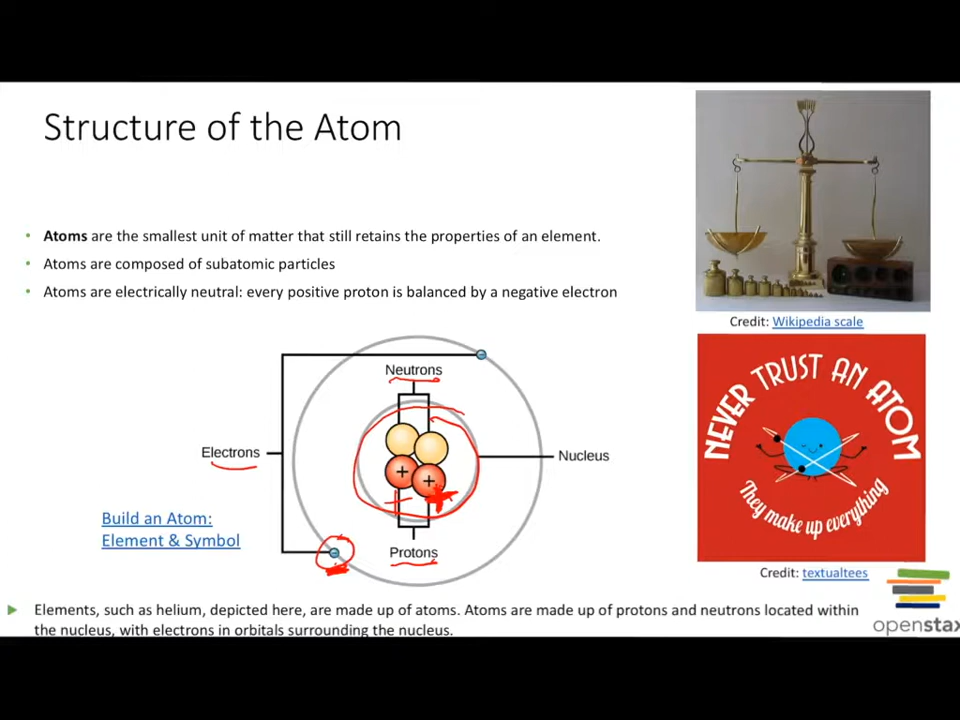 Structure of the Atom
• Atoms are the smallest unit of matter that still retains the properties of an element.
• Atoms are composed of subatomic particles
• Atoms are electrically neutral: every positive proton is balanced by a negative electron
Credit: Wikipedia scale
Neutrons
Electrons
Nucleus
+
+
-
-
Protons
Build an Atom:
Element & Symbol
NEVER TRUST AN ATOM
They make up everything
Credit: textualtees
Elements, such as helium, depicted here, are made up of atoms. Atoms are made up of protons and neutrons located within
the nucleus, with electrons in orbitals surrounding the nucleus.
openstax